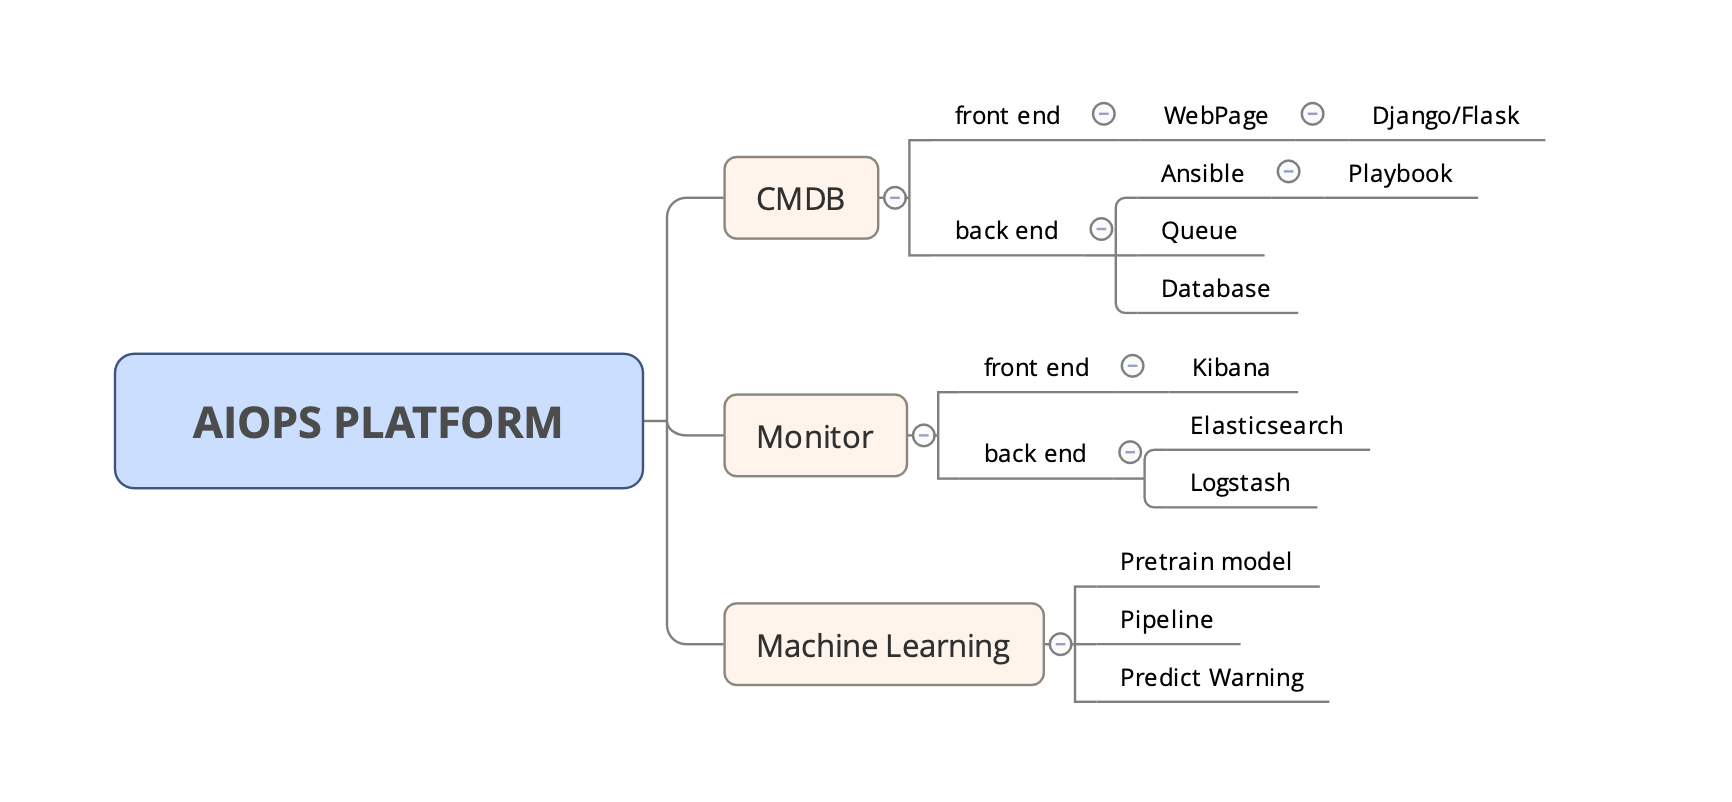 AIOPS PLATFORM
CMDB
front end
WebPage
Django/Flask
back end
Ansible
Playbook
Queue
Database
Monitor
front end
Kibana
back end
Elasticsearch
Logstash
Machine Learning
Pretrain model
Pipeline
Predict Warning